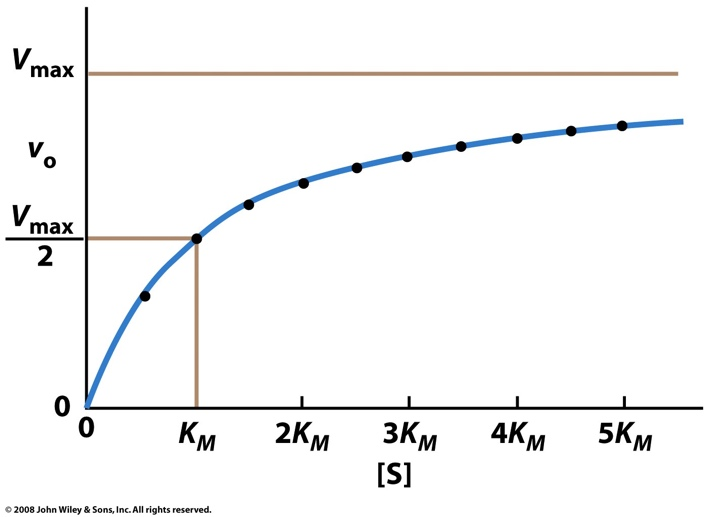 Vmax
vo
Vmax
2
0
0 KM 2KM 3KM 4KM 5KM
[S]
© 2008 John Wiley & Sons, Inc. All rights reserved.